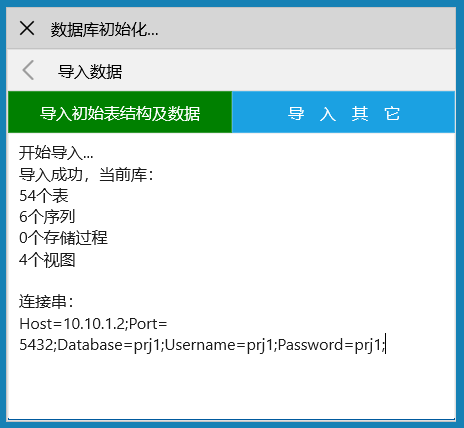 数据库初始化...
导入数据
导入初始表结构及数据
导 入 其 它
开始导入...
导入成功，当前库：
54个表
6个序列
0个存储过程
4个视图
连接串：
Host=10.10.1.2;Port=
5432;Database=prj1;Username=prj1;Password=prj1;